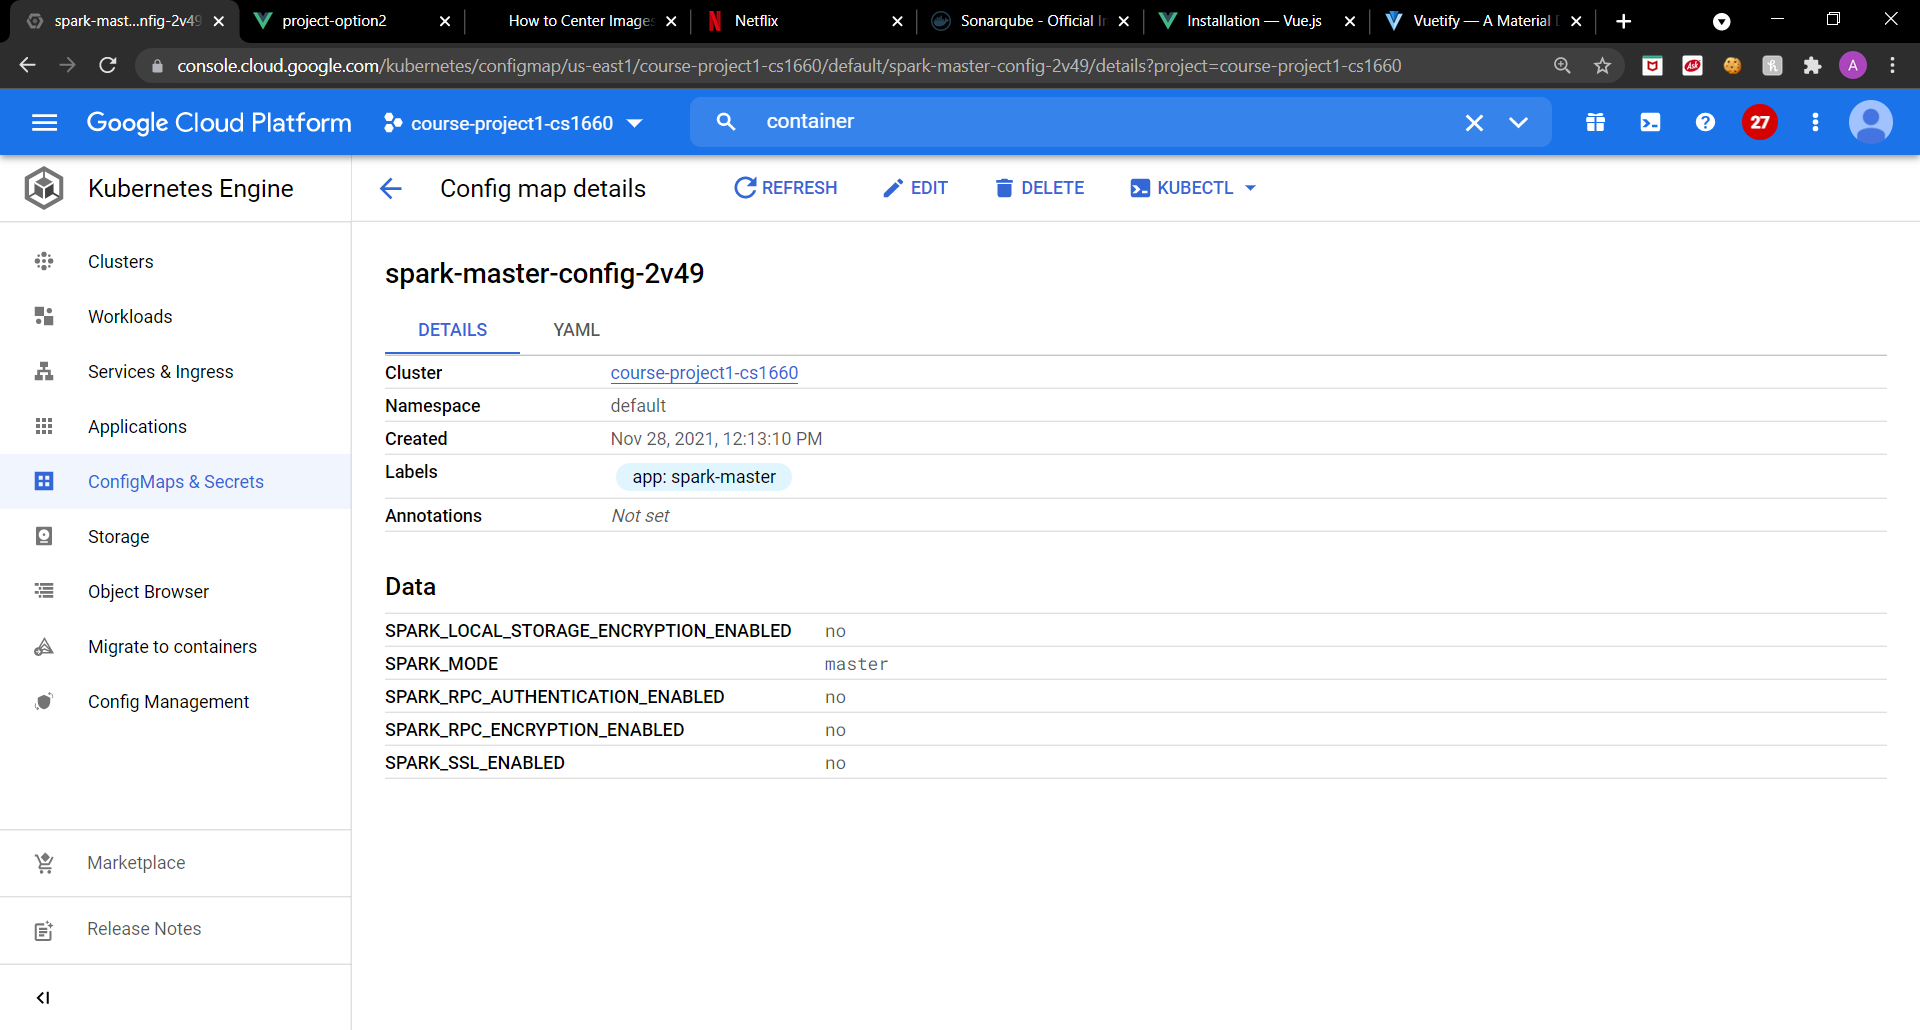 spark-mast...nfig-2v49
project-option2
How to Center Images
Netflix
Sonarqube - Official I
Installation — Vue.js
Vuetify — A Material D
console.cloud.google.com/kubernetes/configmap/us-east1/course-project1-cs1660/default/spark-master-config-2v49/details?project=course-project1-cs1660
A
Google Cloud Platform
course-project1-cs1660
container
27
Kubernetes Engine
Config map details
REFRESH
EDIT
DELETE
KUBECTL
Clusters
Workloads
Services & Ingress
Applications
ConfigMaps & Secrets
Storage
Object Browser
Migrate to containers
Config Management
Marketplace
Release Notes
spark-master-config-2v49
DETAILS YAML
Cluster course-project1-cs1660
Namespace default
Created Nov 28, 2021, 12:13:10 PM
Labels app: spark-master
Annotations Not set
Data
SPARK_LOCAL_STORAGE_ENCRYPTION_ENABLED no
SPARK_MODE master
SPARK_RPC_AUTHENTICATION_ENABLED no
SPARK_RPC_ENCRYPTION_ENABLED no
SPARK_SSL_ENABLED no